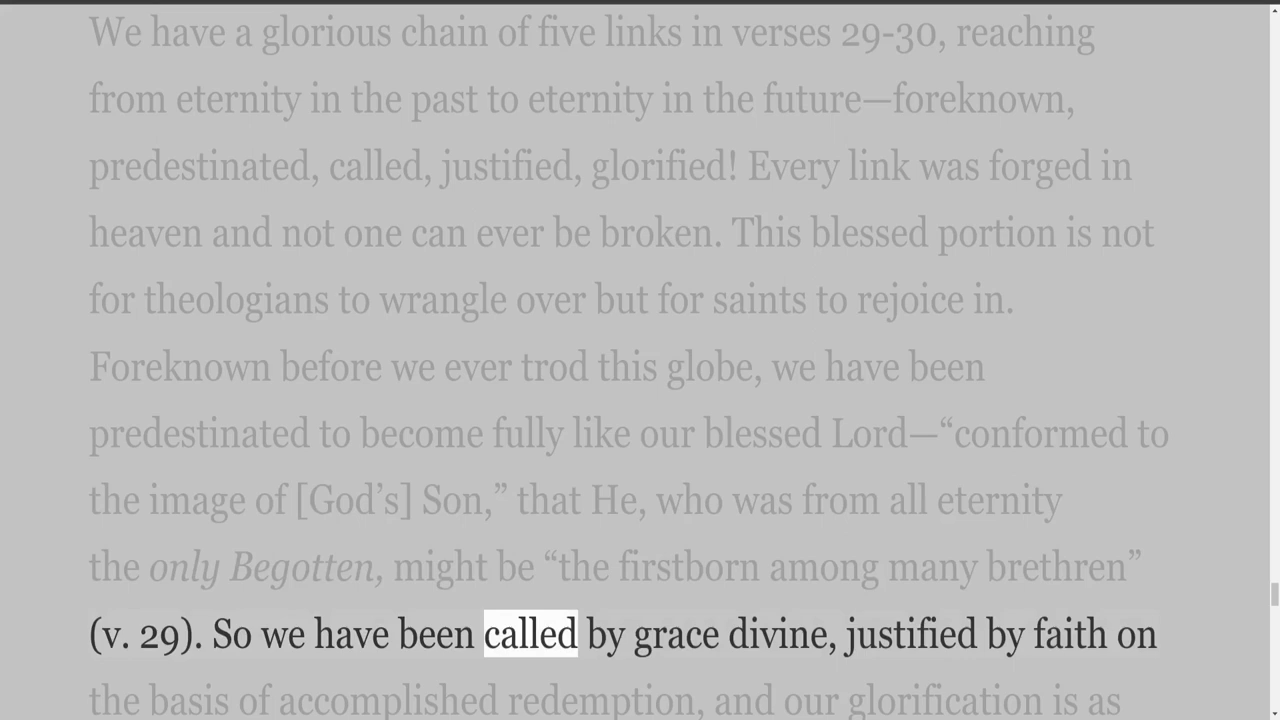 We have a glorious chain of five links in verses 29-30, reaching
from eternity in the past to eternity in the future—foreknown,
predestinated, called, justified, glorified! Every link was forged in
heaven and not one can ever be broken. This blessed portion is not
for theologians to wrangle over but for saints to rejoice in.
Foreknown before we ever trod this globe, we have been
predestinated to become fully like our blessed Lord—“conformed to
the image of [God’s] Son,” that He, who was from all eternity
the only Begotten, might be “the firstborn among many brethren”
(v. 29). So we have been called by grace divine, justified by faith on
the basis of accomplished redemption, and our glorification is as